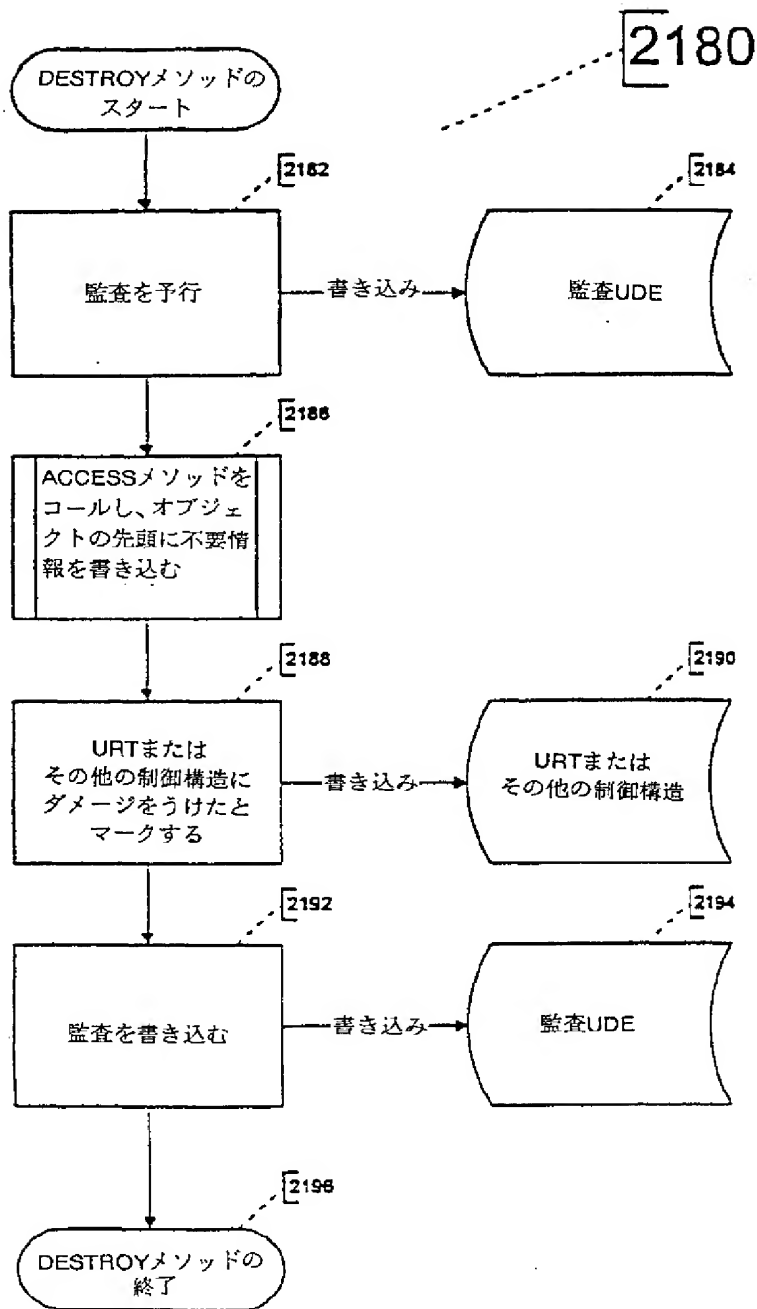 2180
DESTROYメソッドの
スタート
2182
2184
監査を予行
書き込み
監査UDE
2186
ACCESSメソッドを
コールし、オブジェ
クトの先頭に不要情
報を書き込む
2188
2190
URTまたは
その他の制御構造に
ダメージをうけたと
マークする
書き込み
URTまたは
その他の制御構造
2192
2194
監査を書き込む
書き込み
監査UDE
2196
DESTROYメソッドの
終了